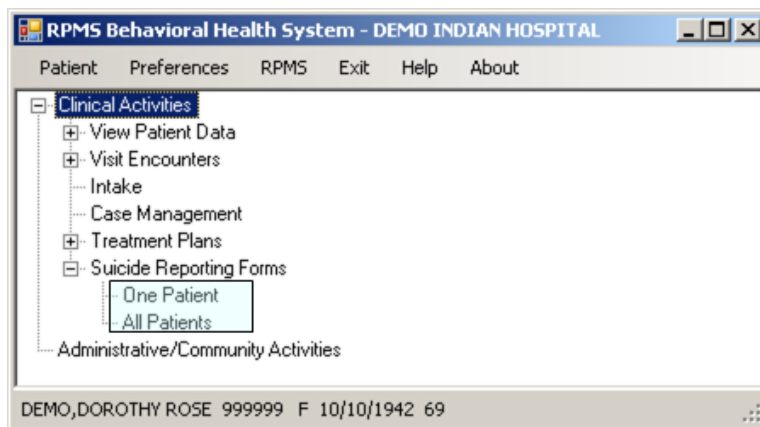 RPMS Behavioral Health System - DEMO INDIAN HOSPITAL
Patient Preferences RPMS Exit Help About
Clinical Activities
View Patient Data
Visit Encounters
Intake
Case Management
Treatment Plans
Suicide Reporting Forms
One Patient
All Patients
Administrative/Community Activities
DEMO,DOROTHY ROSE 999999 F 10/10/1942 69